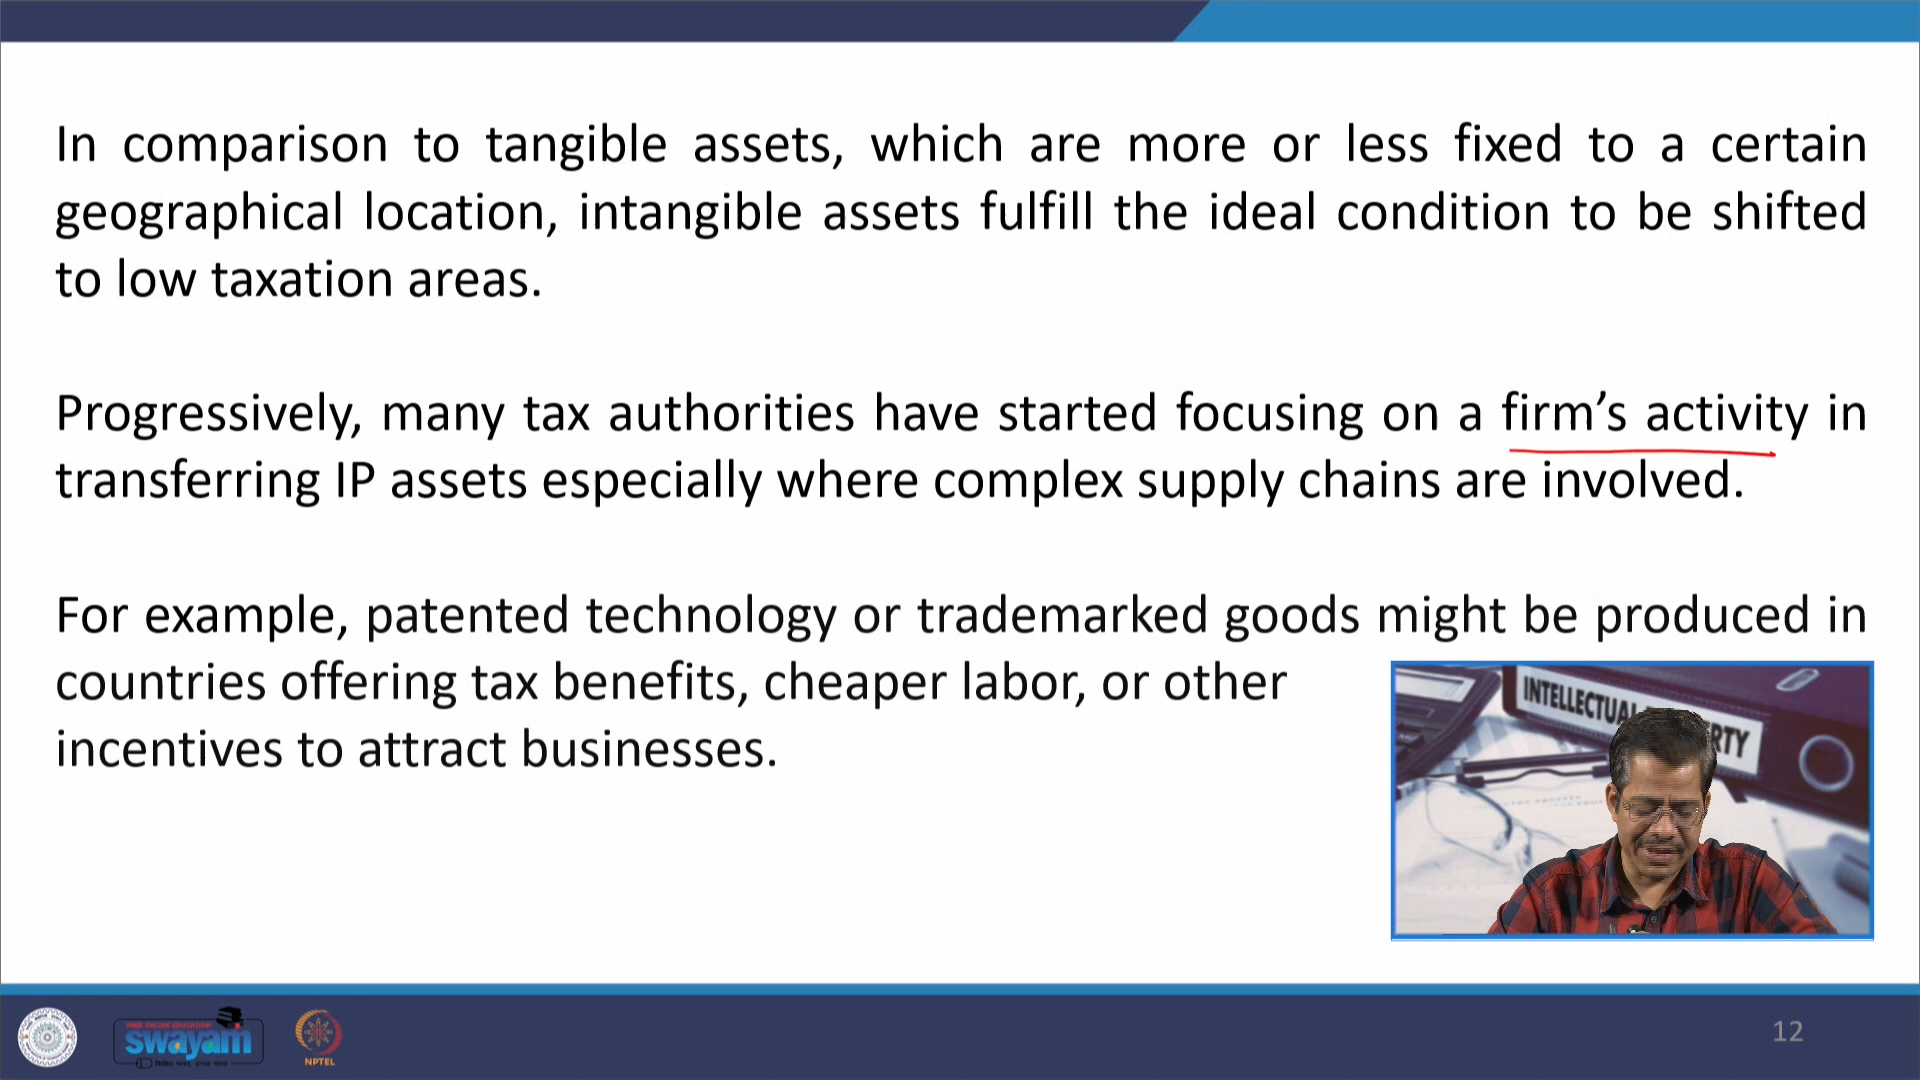 In comparison to tangible assets, which are more or less fixed to a certain
geographical location, intangible assets fulfill the ideal condition to be shifted
to low taxation areas.
Progressively, many tax authorities have started focusing on a firm's activity in
transferring IP assets especially where complex supply chains are involved.
For example, patented technology or trademarked goods might be produced in
countries offering tax benefits, cheaper labor, or other
incentives to attract businesses.
INTELLECTUAL
RTY
FREE ONLINE EDUCATION
swayam
NPTEL
12